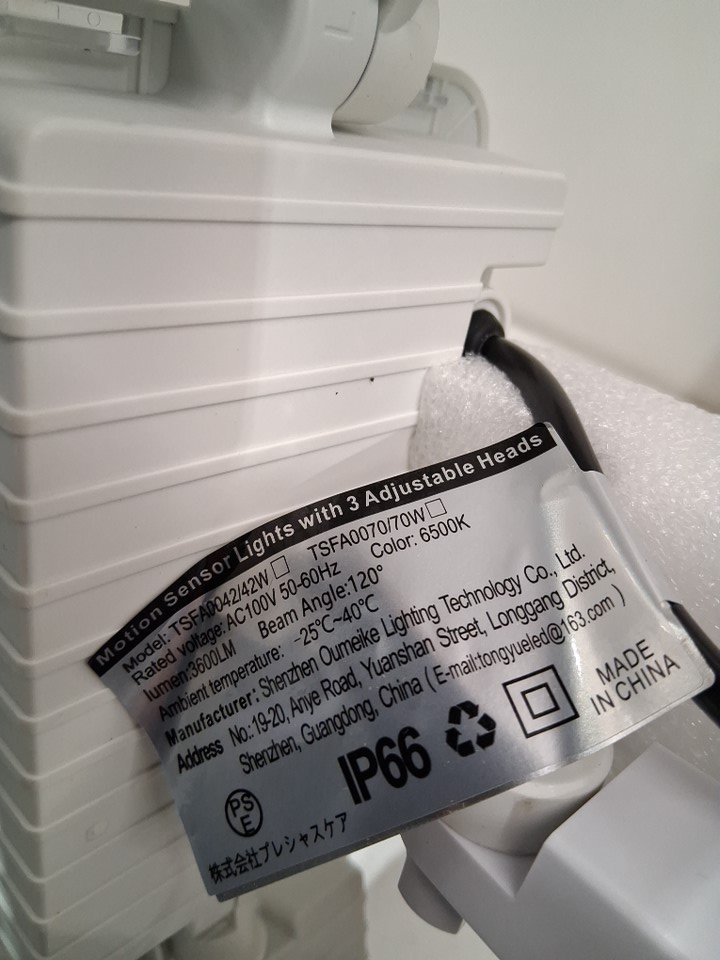 Motion Sensor Lights with 3 Adjustable Heads
Model: TSFA0042/42W□ TSFA0070/70W□
Rated voltage: AC100V 50-60Hz Color: 6500K
lumen:3600LM Beam Angle:120°
Ambient temperature: -25℃~40℃
Manufacturer: Shenzhen Oumeike Lighting Technology Co., Ltd.
Address No.: 19-20, Anye Road, Yuanshan Street, Longgang District,
Shenzhen, Guangdong, China ( E-mail:tongyueled@163.com )
PS
E
IP66
MADE
IN CHINA
株式会社プレシャスケア